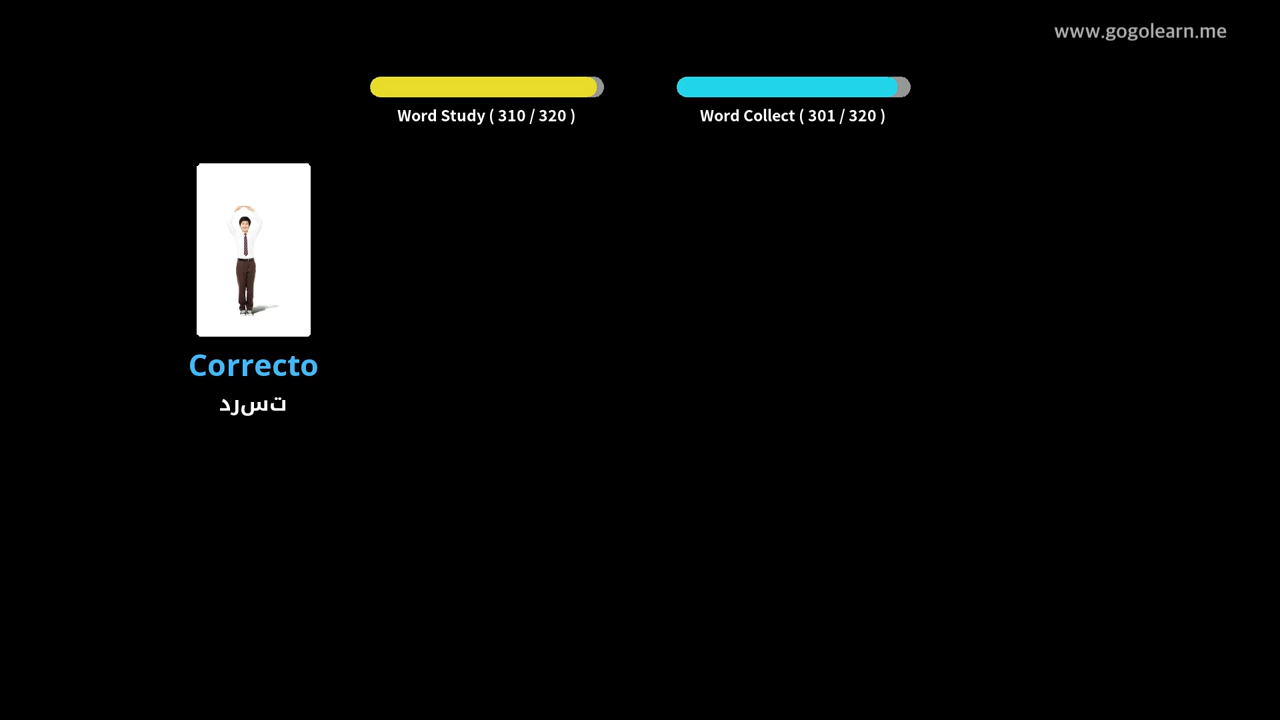 www.gogolearn.me
Word Study ( 310 / 320 )
Word Collect ( 301 / 320 )
Correcto
تسرد